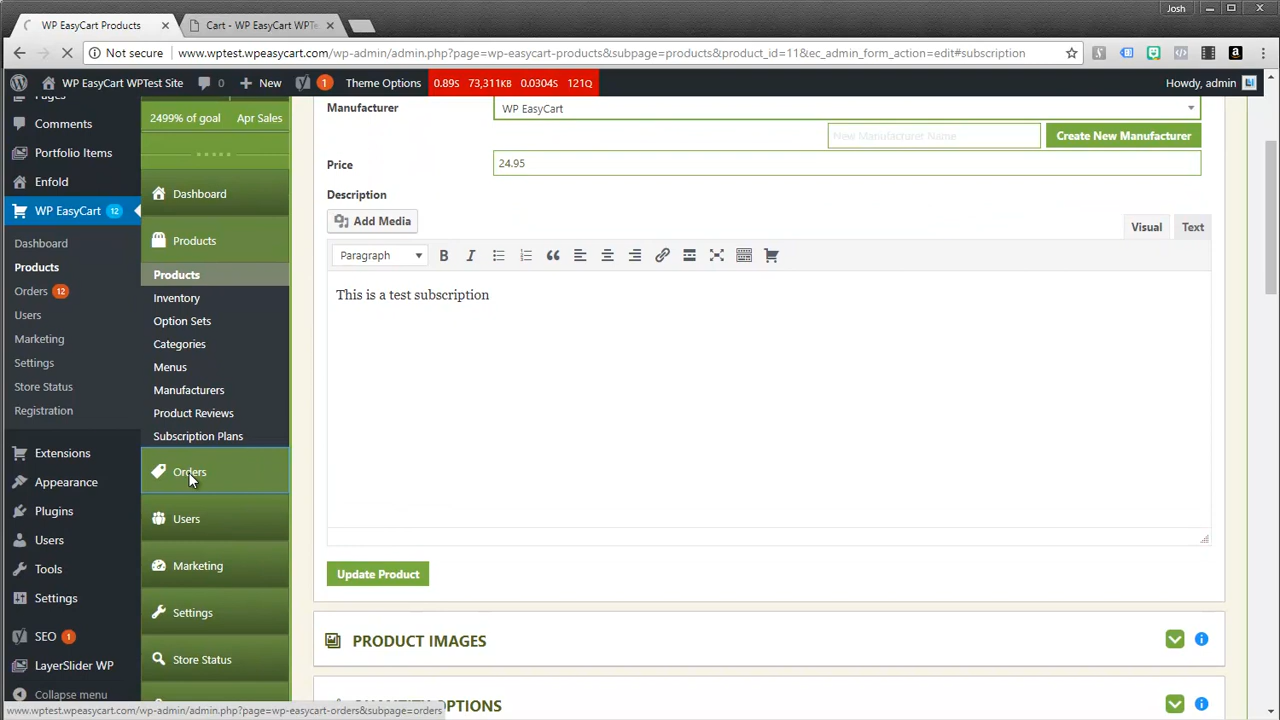 Josh
WP EasyCart Products
Cart - WP EasyCart WPTe
Not secure
www.wptest.wpeasycart.com/wp-admin/admin.php?page=wp-easycart-products&subpage=products&product_id=11&ec_admin_form_action=edit#subscription
WP EasyCart WPTest Site
0
New
1
Theme Options
0.89S 73,311KB 0.0304S 121Q
Howdy, admin
Comments
Portfolio Items
Enfold
WP EasyCart 12
Dashboard
Products
Orders 12
Users
Marketing
Settings
Store Status
Registration
Extensions
Appearance
Plugins
Users
Tools
Settings
SEO 1
LayerSlider WP
Collapse menu
2499% of goal Apr Sales
Dashboard
Products
Products
Inventory
Option Sets
Categories
Menus
Manufacturers
Product Reviews
Subscription Plans
Orders
Users
Marketing
Settings
Store Status
Manufacturer
WP EasyCart
New Manufacturer Name
Create New Manufacturer
Price
24.95
Description
Add Media
Visual
Text
Paragraph
This is a test subscription
Update Product
PRODUCT IMAGES
QUANTITY OPTIONS
www.wptest.wpeasycart.com/wp-admin/admin.php?page=wp-easycart-orders&subpage=orders